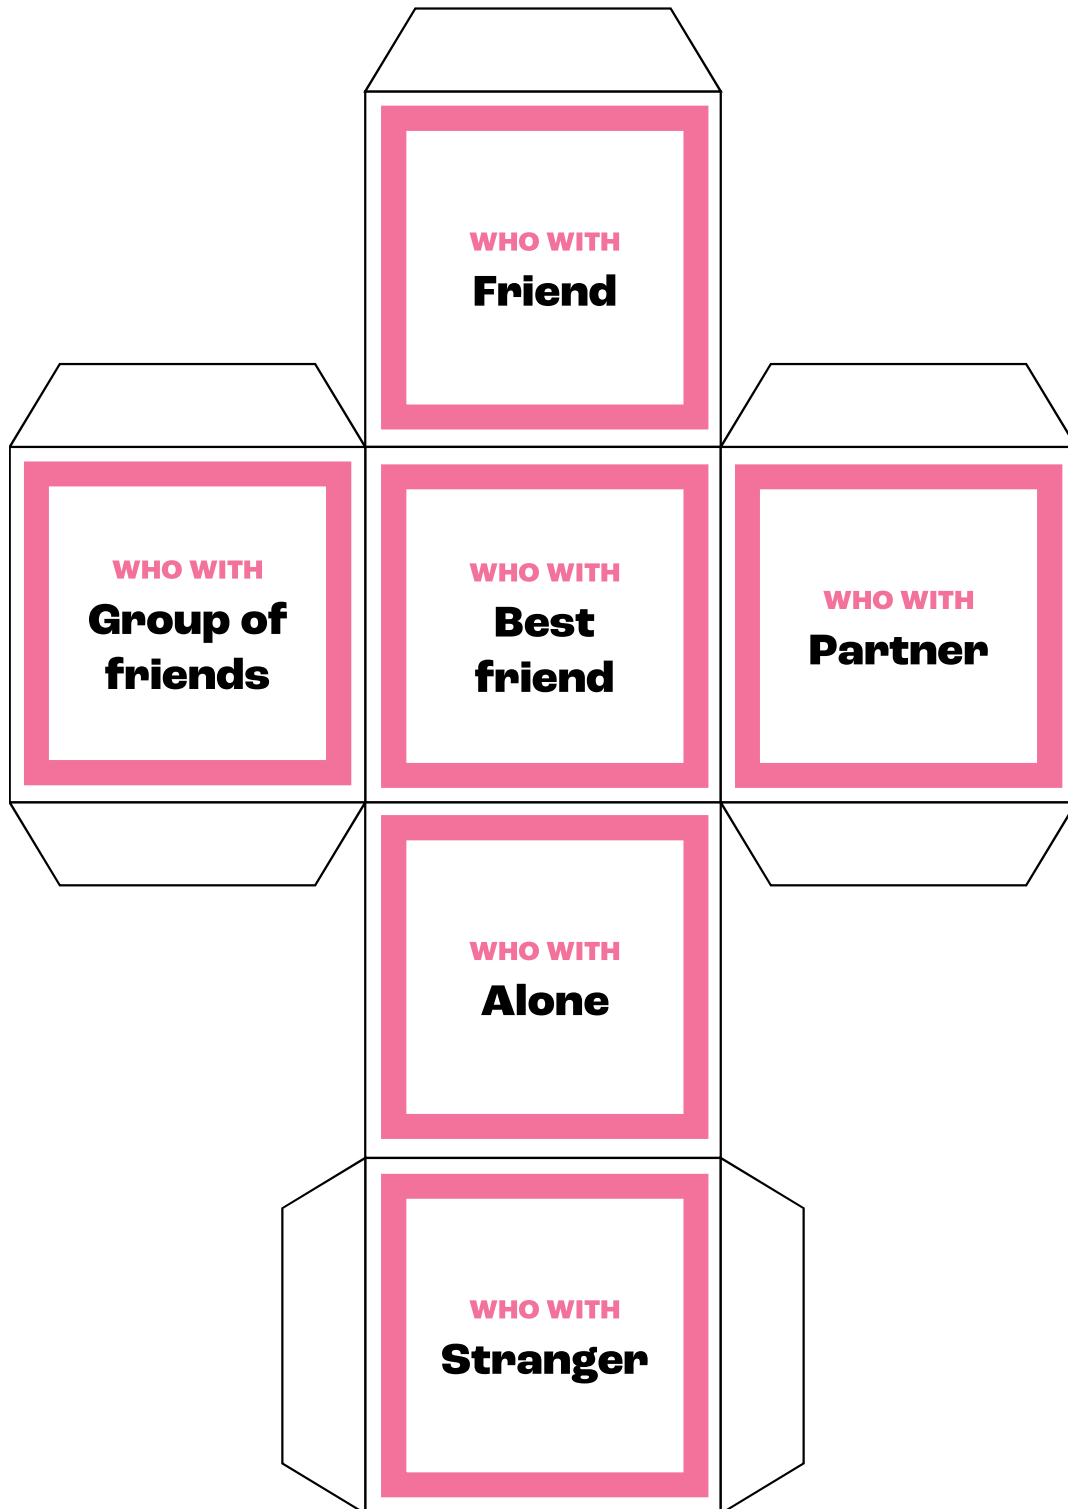 WHO WITH
Friend
WHO WITH
Group of
friends
WHO WITH
Best
friend
WHO WITH
Partner
WHO WITH
Alone
WHO WITH
Stranger